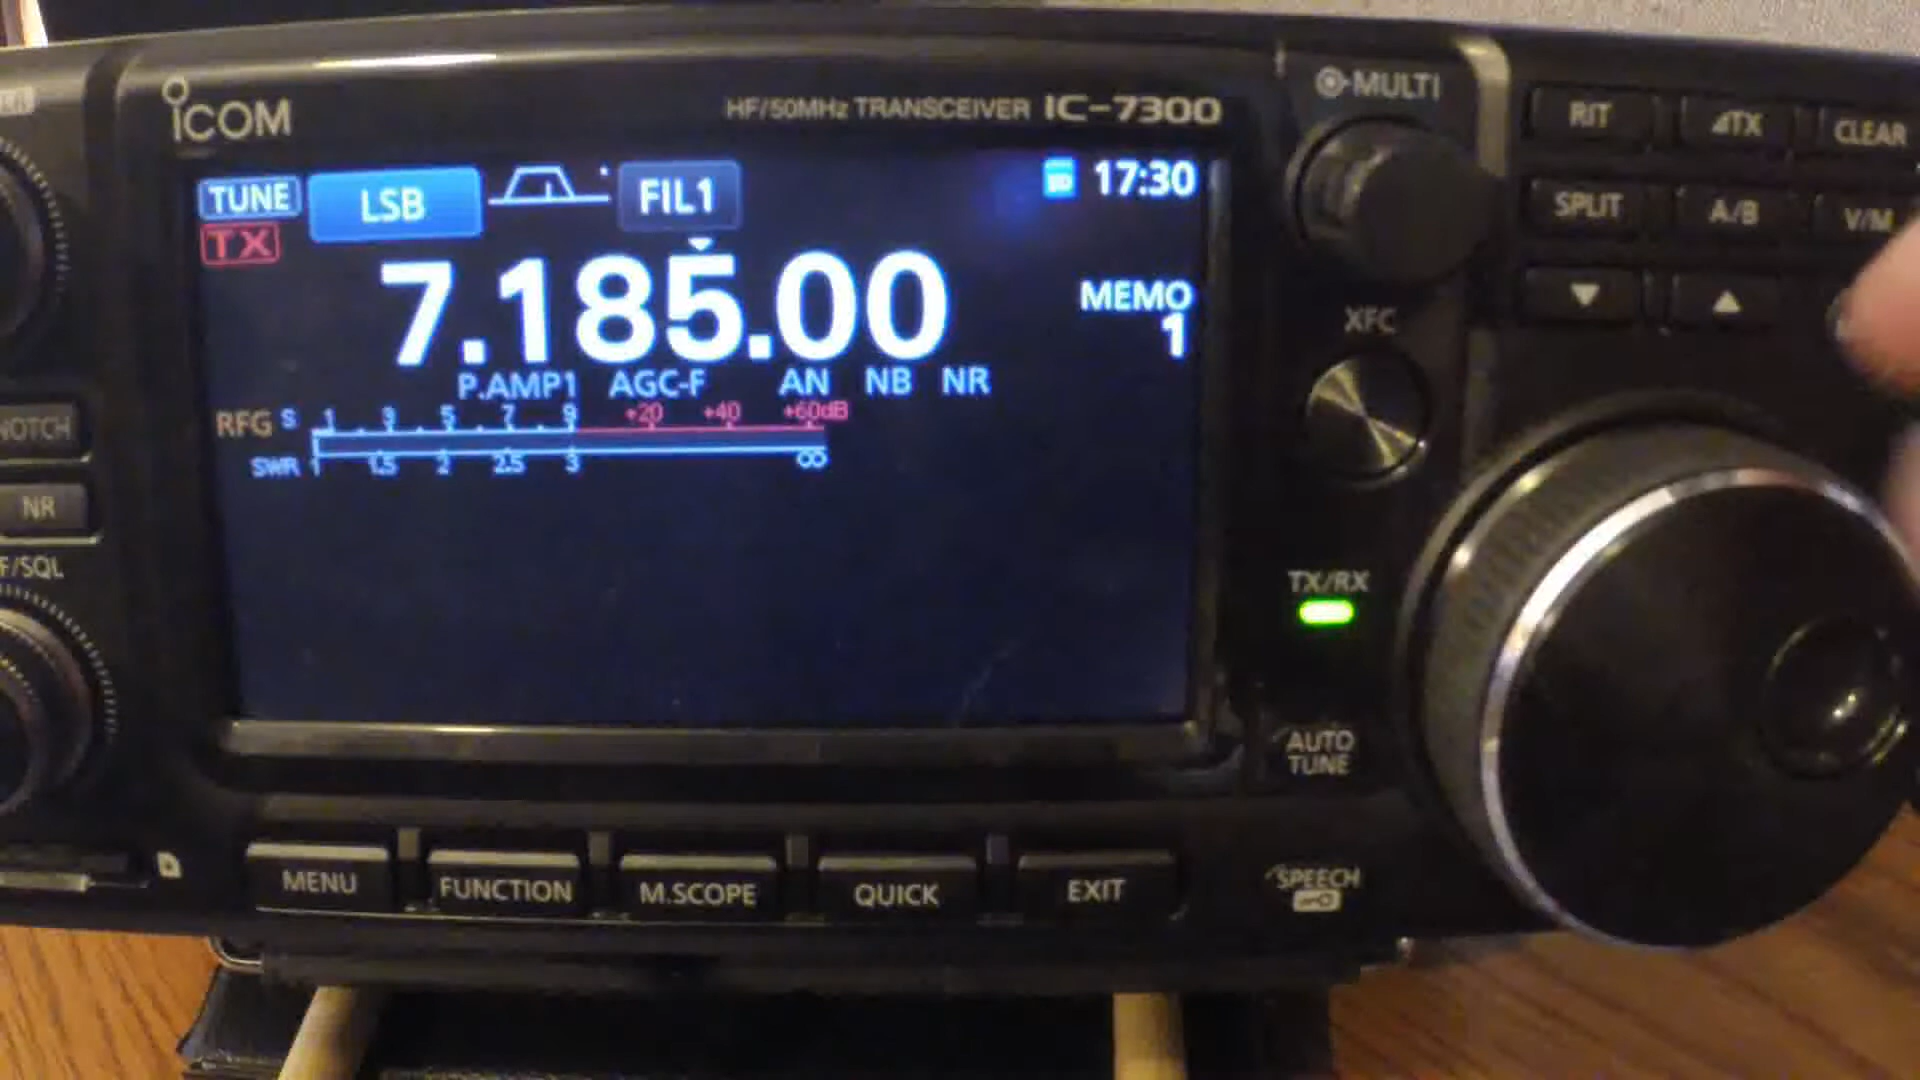 ICOM
HF/50MHz TRANSCEIVER IC-7300
TUNE LSB FIL1 17:30
TX
7.185.00
MEMO
1
P.AMP1 AGC-F AN NB NR
RFG S 1 3 5 7 9 +20 +40 +60dB
SWR 1 1.5 2 2.5 3 ∞
NOTCH
NR
F/SQL
MULTI
RIT ⊿TX CLEAR
SPLIT A/B V/M
▼ ▲
XFC
TX/RX
AUTO
TUNE
SPEECH
MENU FUNCTION M.SCOPE QUICK EXIT